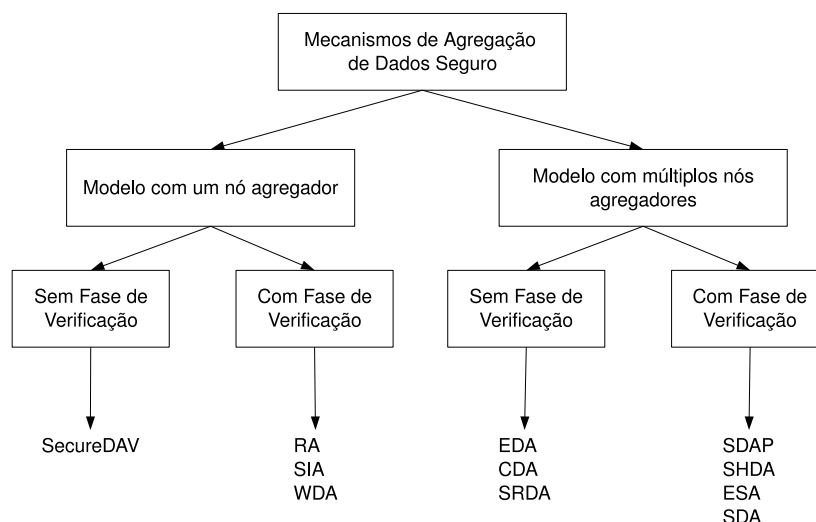 Mecanismos de Agregação
de Dados Seguro
Modelo com um nó agregador
Modelo com múltiplos nós
agregadores
Sem Fase de
Verificação
Com Fase de
Verificação
Sem Fase de
Verificação
Com Fase de
Verificação
SecureDAV
RA
SIA
WDA
EDA
CDA
SRDA
SDAP
SHDA
ESA
SDA